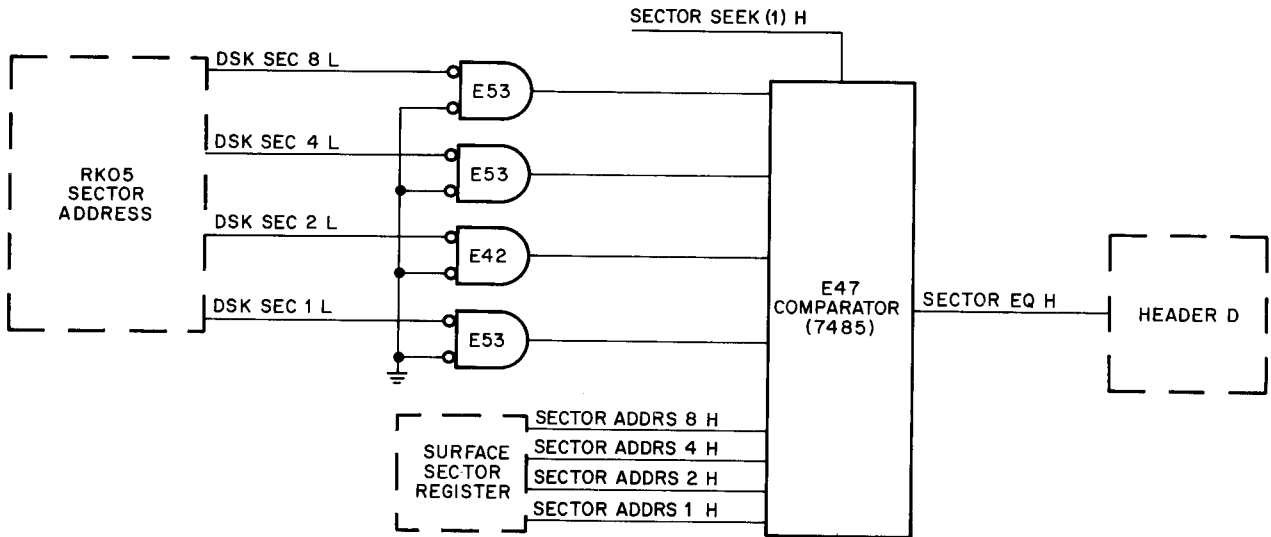 SECTOR SEEK (1) H
DSK SEC 8 L
E53
DSK SEC 4 L
E53
RK05
SECTOR
ADDRESS
DSK SEC 2 L
E42
DSK SEC 1 L
E53
E47
COMPARATOR
(7485)
SECTOR EQ H
HEADER D
SURFACE
SECTOR
REGISTER
SECTOR ADDRS 8 H
SECTOR ADDRS 4 H
SECTOR ADDRS 2 H
SECTOR ADDRS 1 H